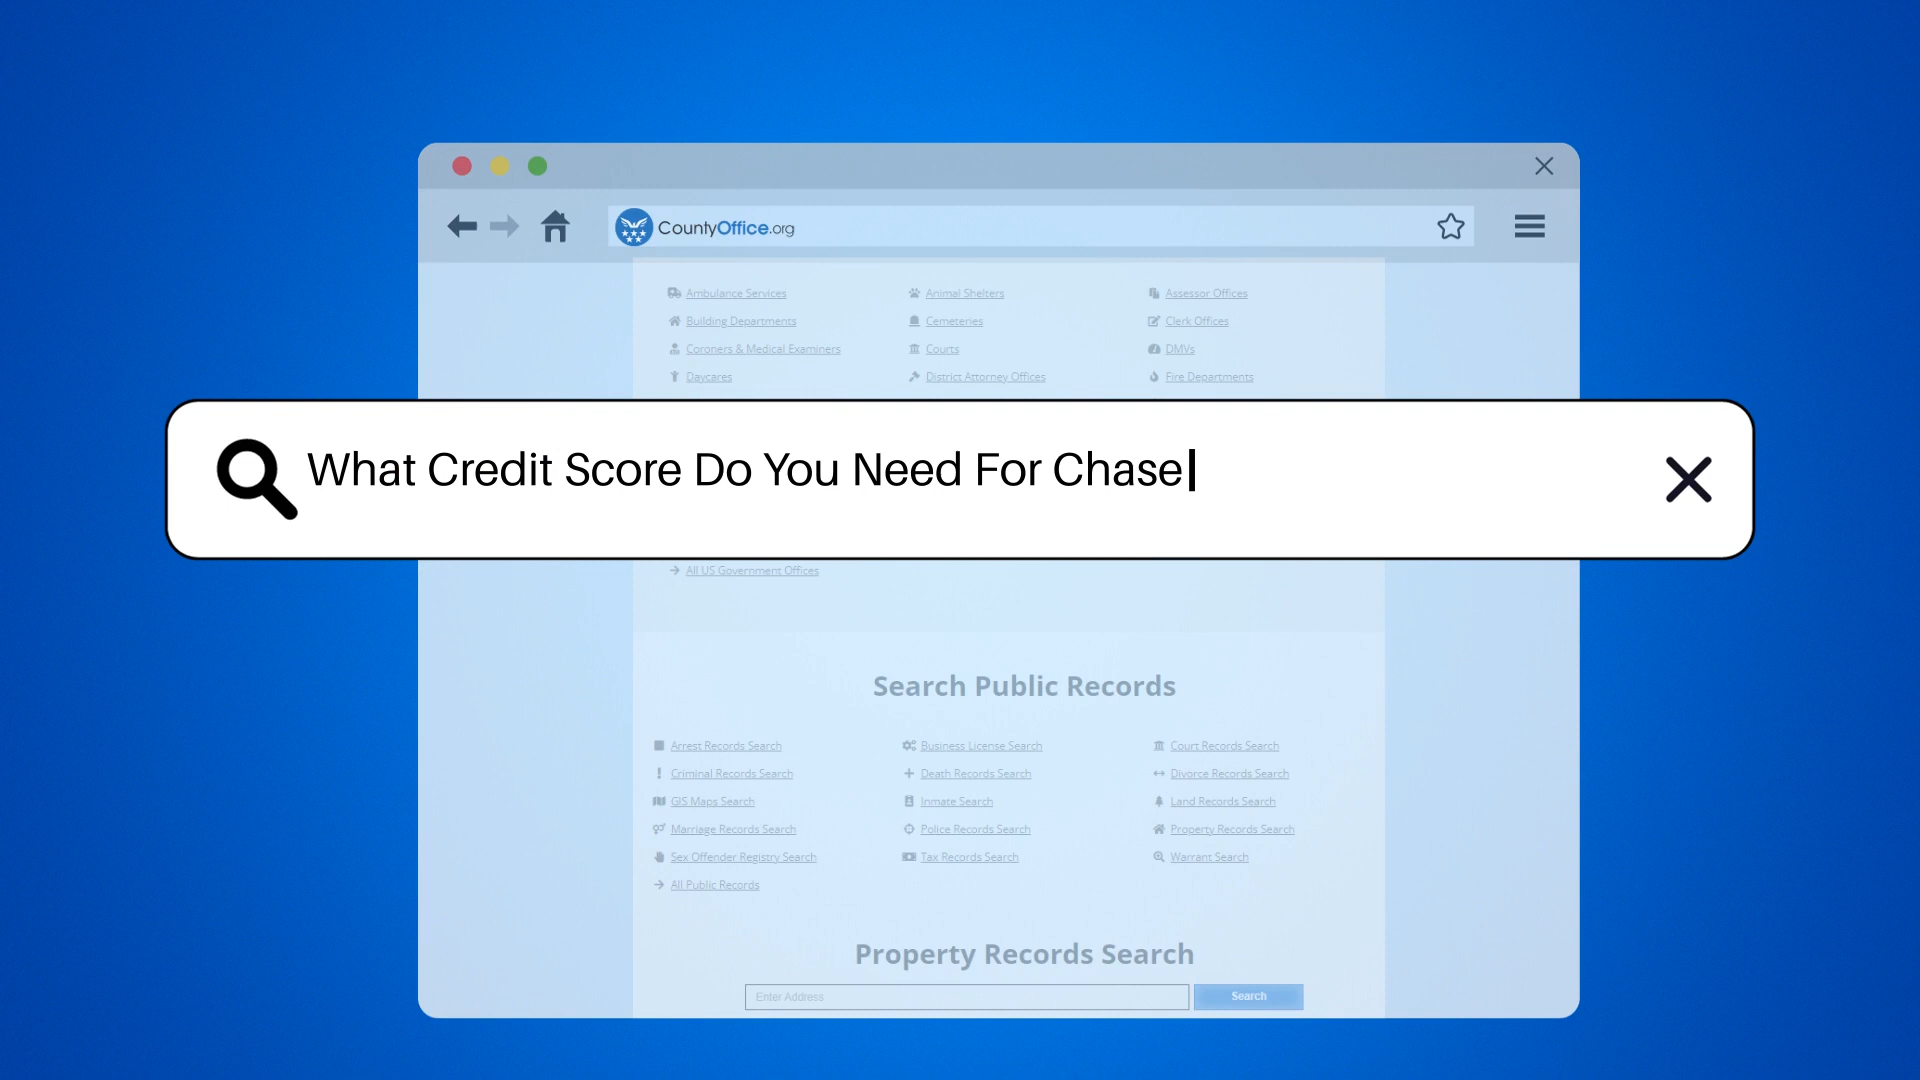 CountyOffice.org
Ambulance Services Animal Shelters Assessor Offices
Building Departments Cemeteries Clerk Offices
Coroners & Medical Examiners Courts DMVs
Daycares District Attorney Offices Fire Departments
What Credit Score Do You Need For Chase
All US Government Offices
Search Public Records
Arrest Records Search Business License Search Court Records Search
Criminal Records Search Death Records Search Divorce Records Search
GIS Maps Search Inmate Search Land Records Search
Marriage Records Search Police Records Search Property Records Search
Sex Offender Registry Search Tax Records Search Warrant Search
All Public Records
Property Records Search
Enter Address Search